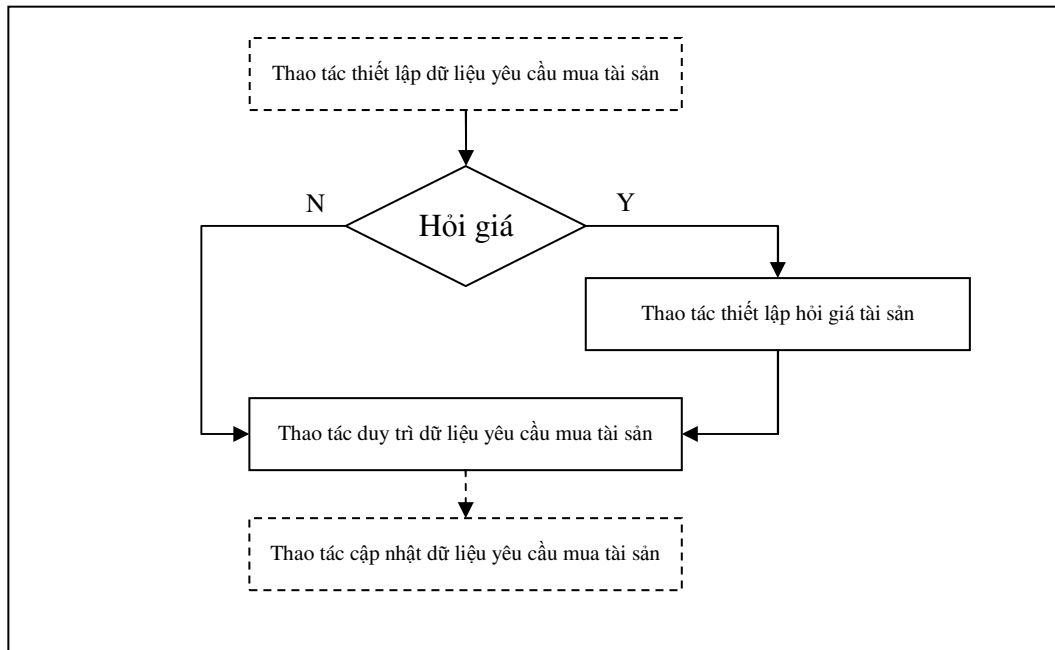 Thao tác thiết lập dữ liệu yêu cầu mua tài sản
N
Y
Hỏi giá
Thao tác thiết lập hỏi giá tài sản
Thao tác duy trì dữ liệu yêu cầu mua tài sản
Thao tác cập nhật dữ liệu yêu cầu mua tài sản